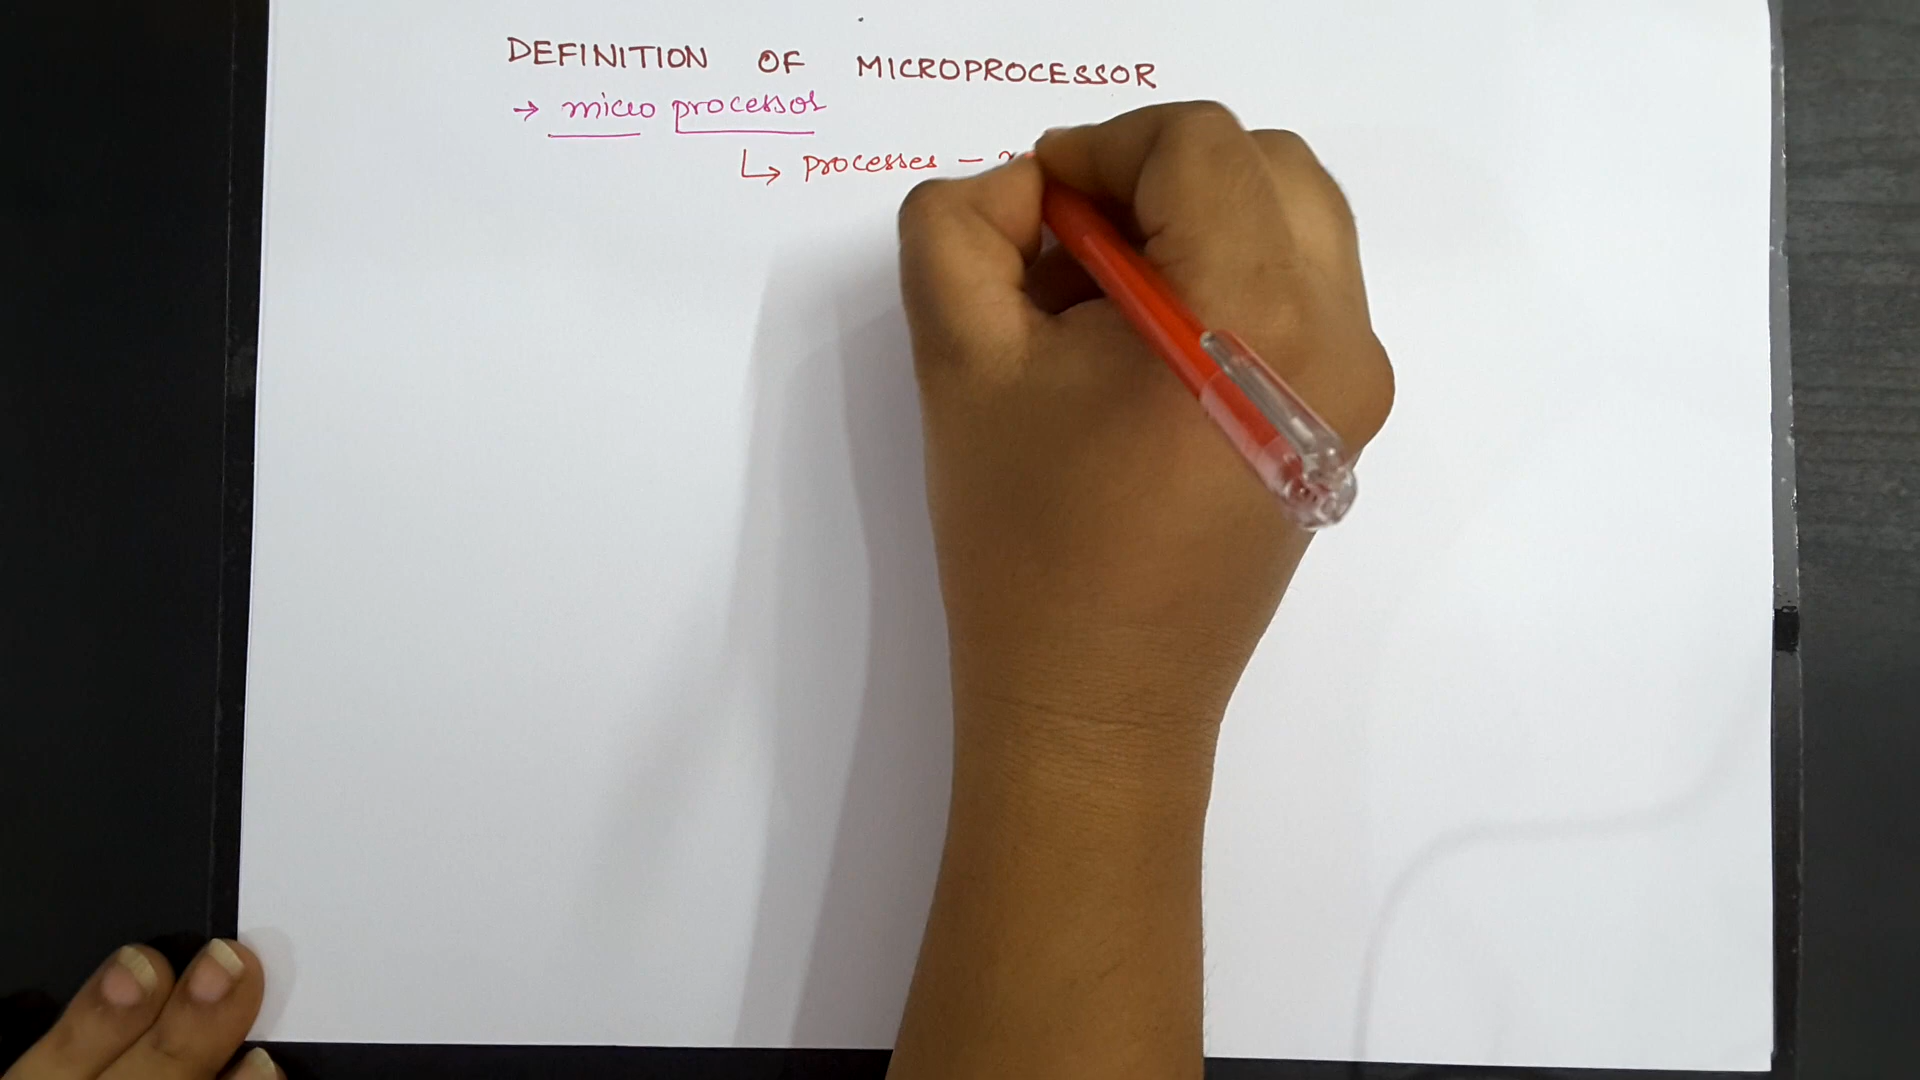 DEFINITION OF MICROPROCESSOR
→ micro processor
↳ processes –